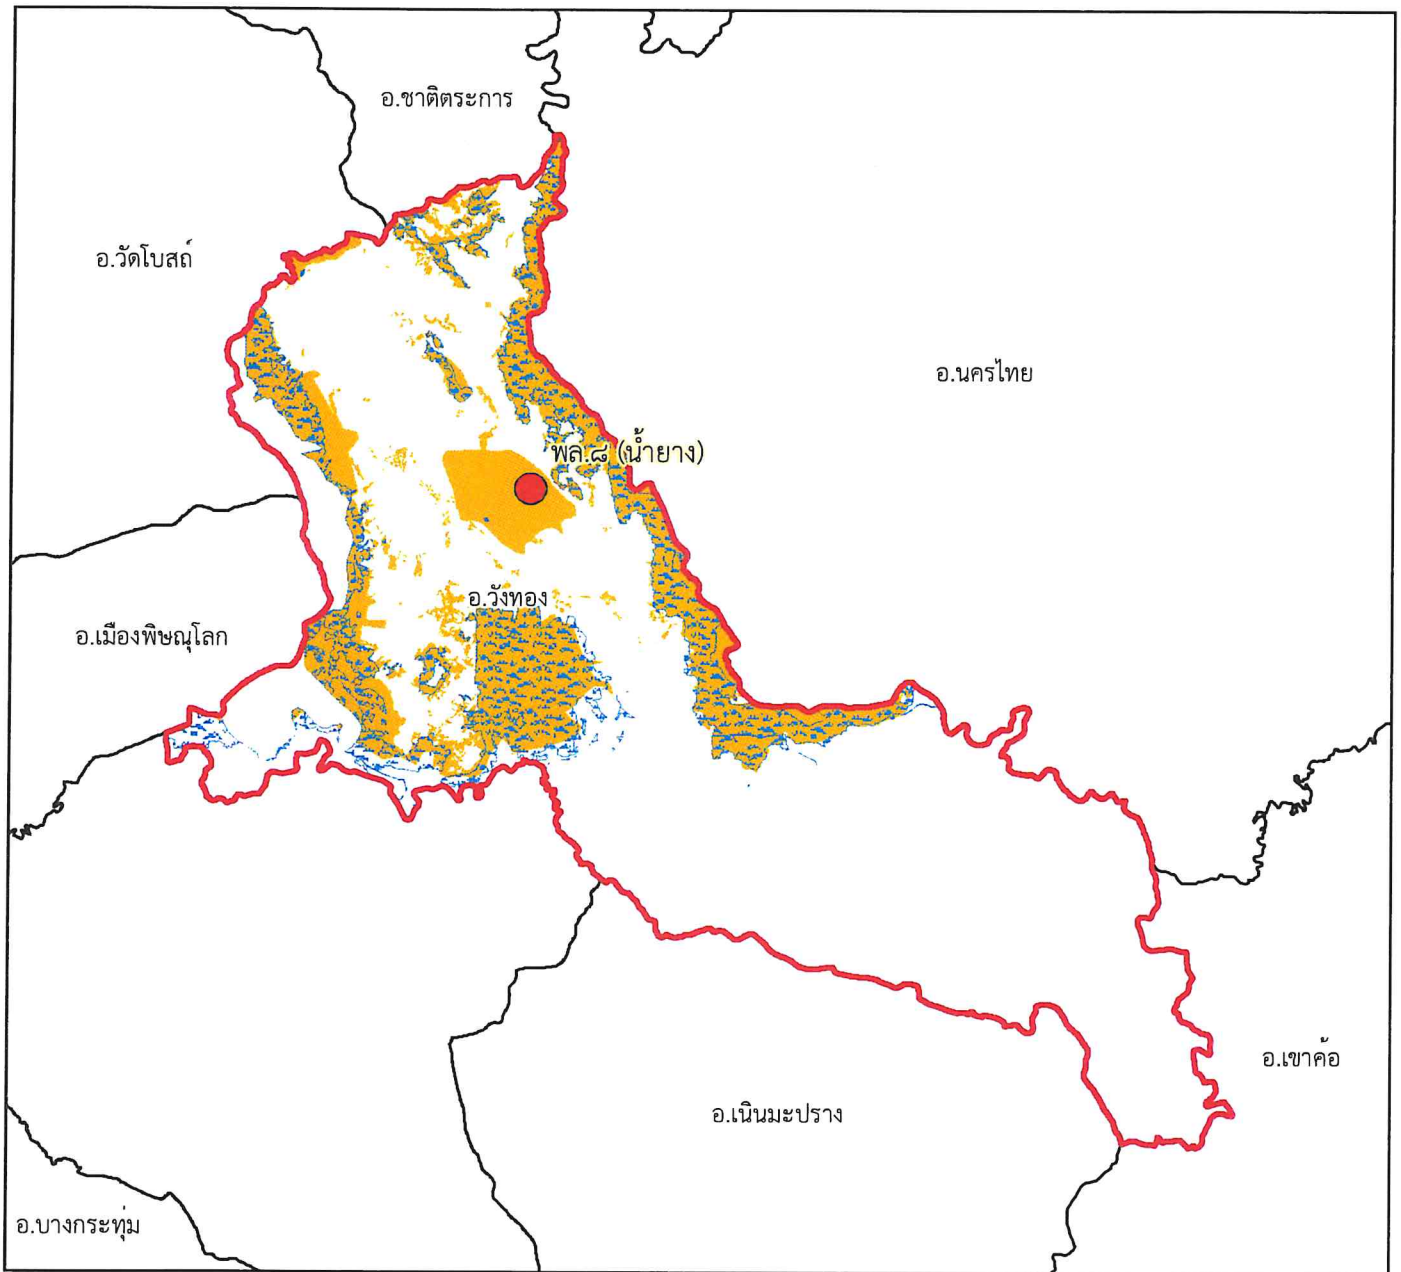 อ.ชาติตระการ
อ.วัดโบสถ์
อ.นครไทย
พล.๘ (น้ำยาง)
อ.วังทอง
อ.เมืองพิษณุโลก
อ.เขาค้อ
อ.เนินมะปราง
อ.บางกระทุ่ม